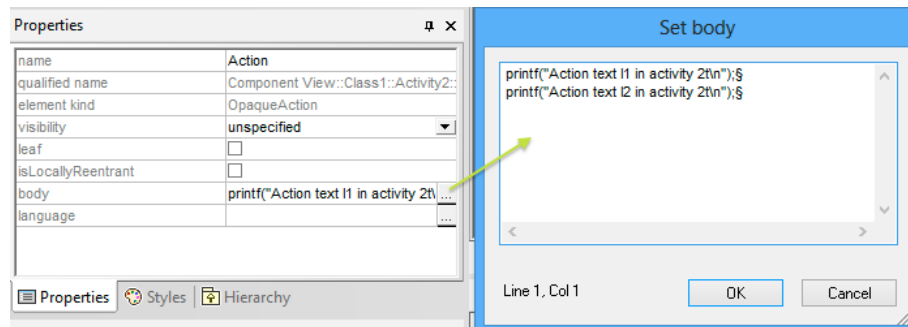 Properties
name Action
qualified name Component View::Class1::Activity2::
element kind OpaqueAction
visibility unspecified
leaf
isLocallyReentrant
body printf("Action text l1 in activity 2t\ ...
language ...
Properties Styles Hierarchy
Set body
printf("Action text l1 in activity 2t\n");§
printf("Action text l2 in activity 2t\n");§
Line 1, Col 1
OK Cancel